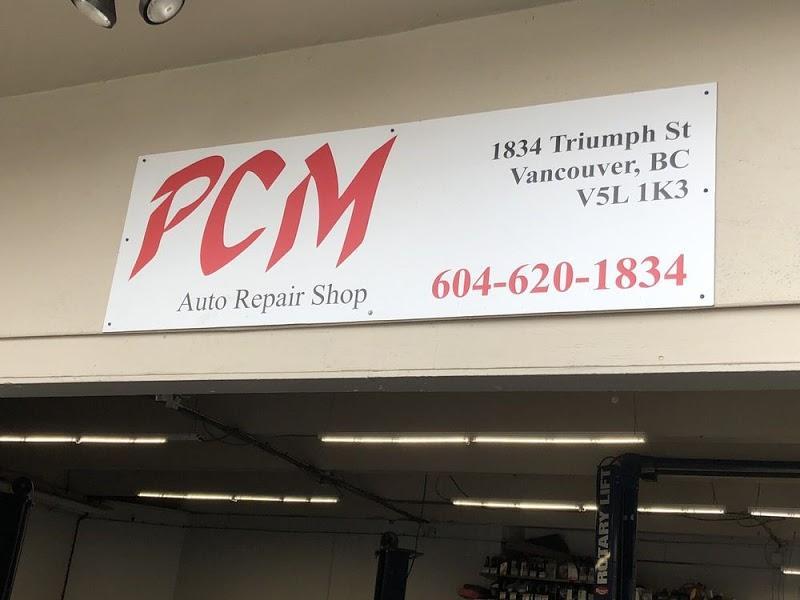 PCM
Auto Repair Shop
1834 Triumph St
Vancouver, BC
V5L 1K3
604-620-1834
ROTARY LIFT